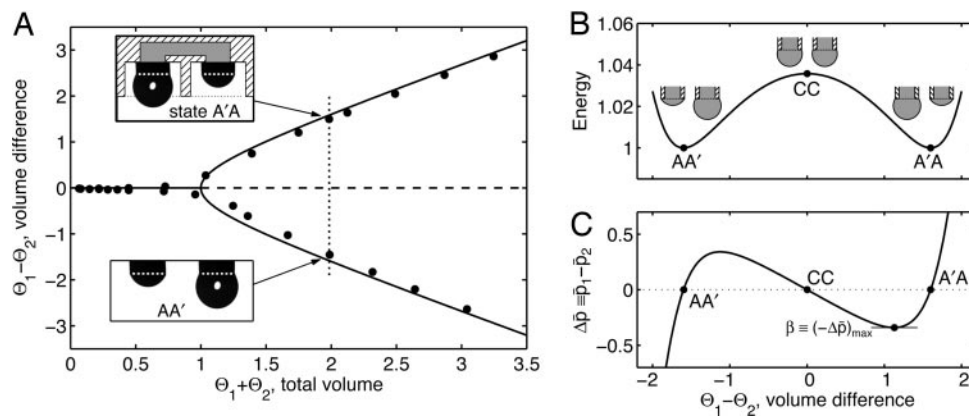 A
3
2
1
0
-1
-2
-3
Θ₁−Θ₂, volume difference
state A′A
AA′
0
0.5
1
1.5
2
2.5
3
3.5
Θ₁+Θ₂, total volume
B
1.06
1.04
1.02
1
Energy
CC
AA′
A′A
C
0.5
0
-0.5
Δp̄ ≡ p̄₁−p̄₂
CC
A′A
AA′
β ≡ (−Δp̄)max
−2
−1
0
1
2
Θ₁−Θ₂, volume difference